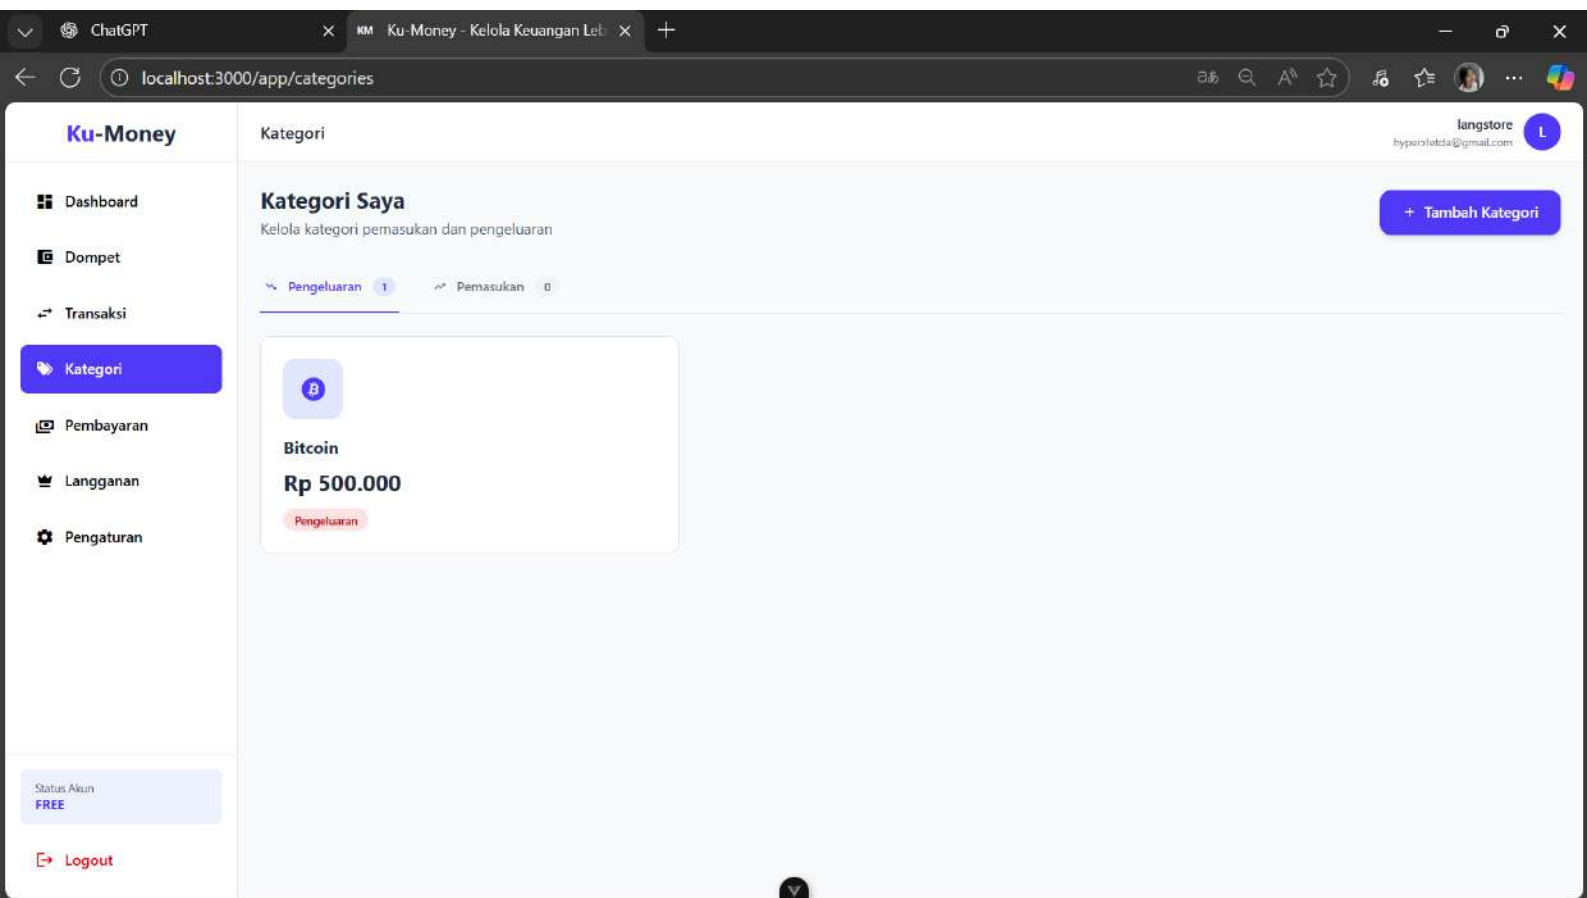 ChatGPT
KM Ku-Money - Kelola Keuangan Leb
localhost:3000/app/categories
Ku-Money
Kategori
langstore
L
Dashboard
Dompet
Transaksi
Kategori
Pembayaran
Langganan
Pengaturan
Kategori Saya
Kelola kategori pemasukan dan pengeluaran
+ Tambah Kategori
Pengeluaran 1
Pemasukan 0
Bitcoin
Rp 500.000
Pengeluaran
Status Akun
FREE
Logout